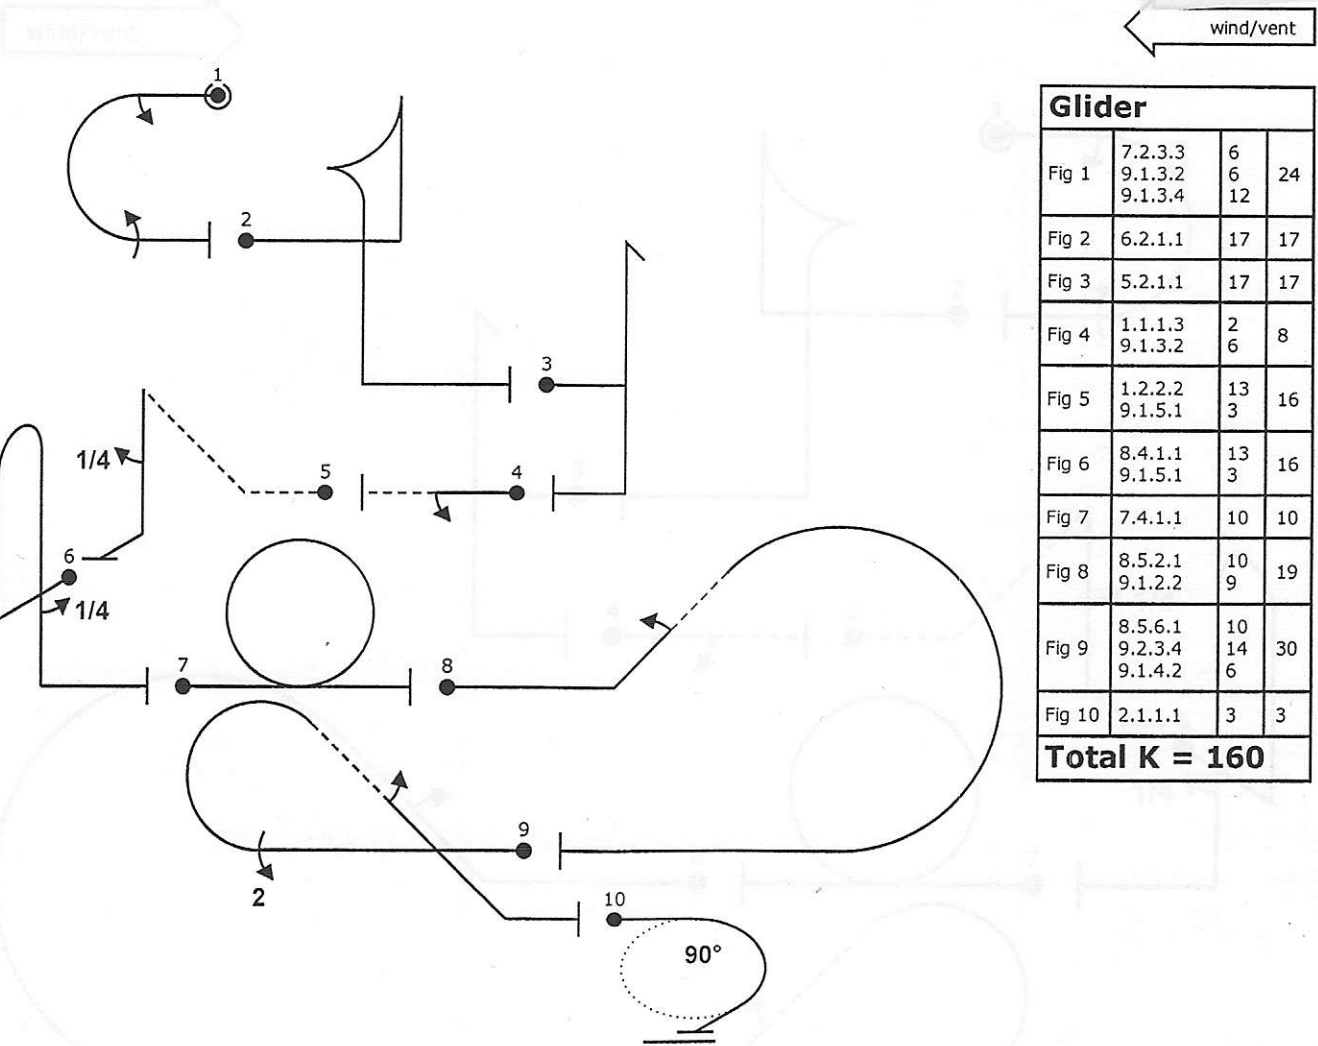 wind/vent
1
2
3
1/4
5
4
6
1/4
7
8
9
2
10
90°
Glider
Fig 1 7.2.3.3 6 24
9.1.3.2 6
9.1.3.4 12
Fig 2 6.2.1.1 17 17
Fig 3 5.2.1.1 17 17
Fig 4 1.1.1.3 2 8
9.1.3.2 6
Fig 5 1.2.2.2 13 16
9.1.5.1 3
Fig 6 8.4.1.1 13 16
9.1.5.1 3
Fig 7 7.4.1.1 10 10
Fig 8 8.5.2.1 10 19
9.1.2.2 9
Fig 9 8.5.6.1 10 30
9.2.3.4 14
9.1.4.2 6
Fig 10 2.1.1.1 3 3
Total K = 160